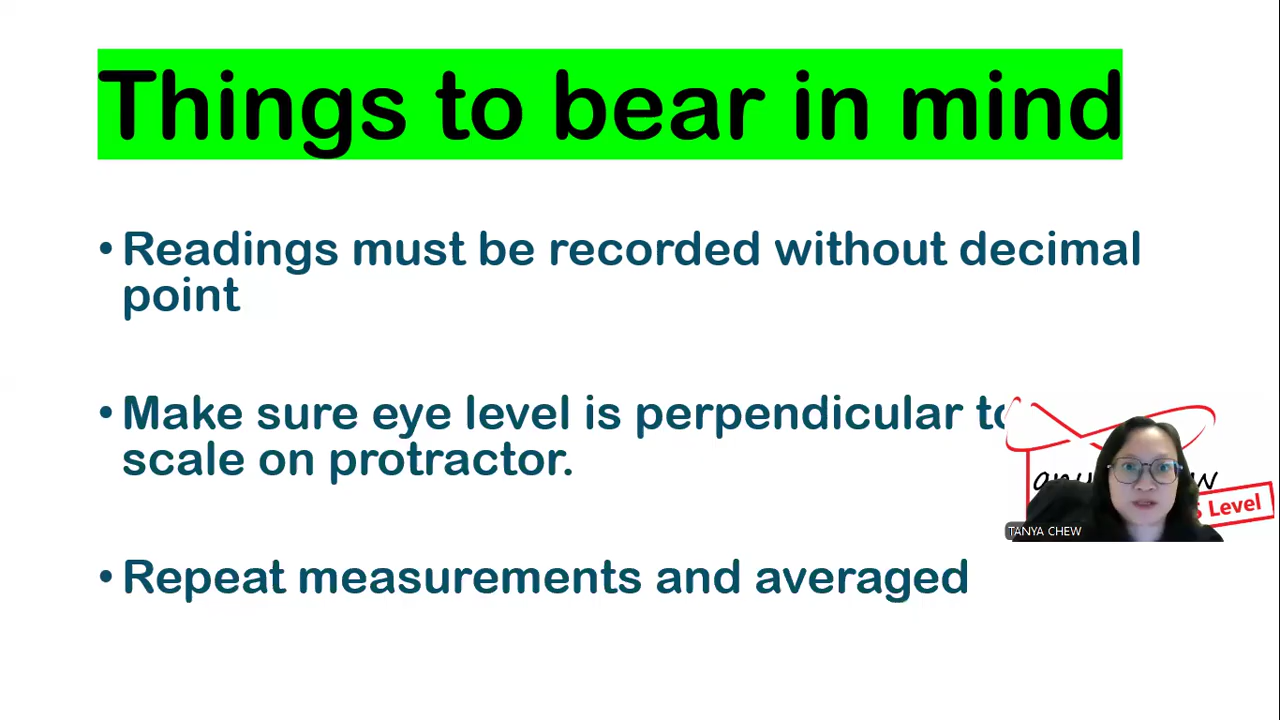 Things to bear in mind
• Readings must be recorded without decimal
point
• Make sure eye level is perpendicular to
scale on protractor.
• Repeat measurements and averaged
Level
TANYA CHEW